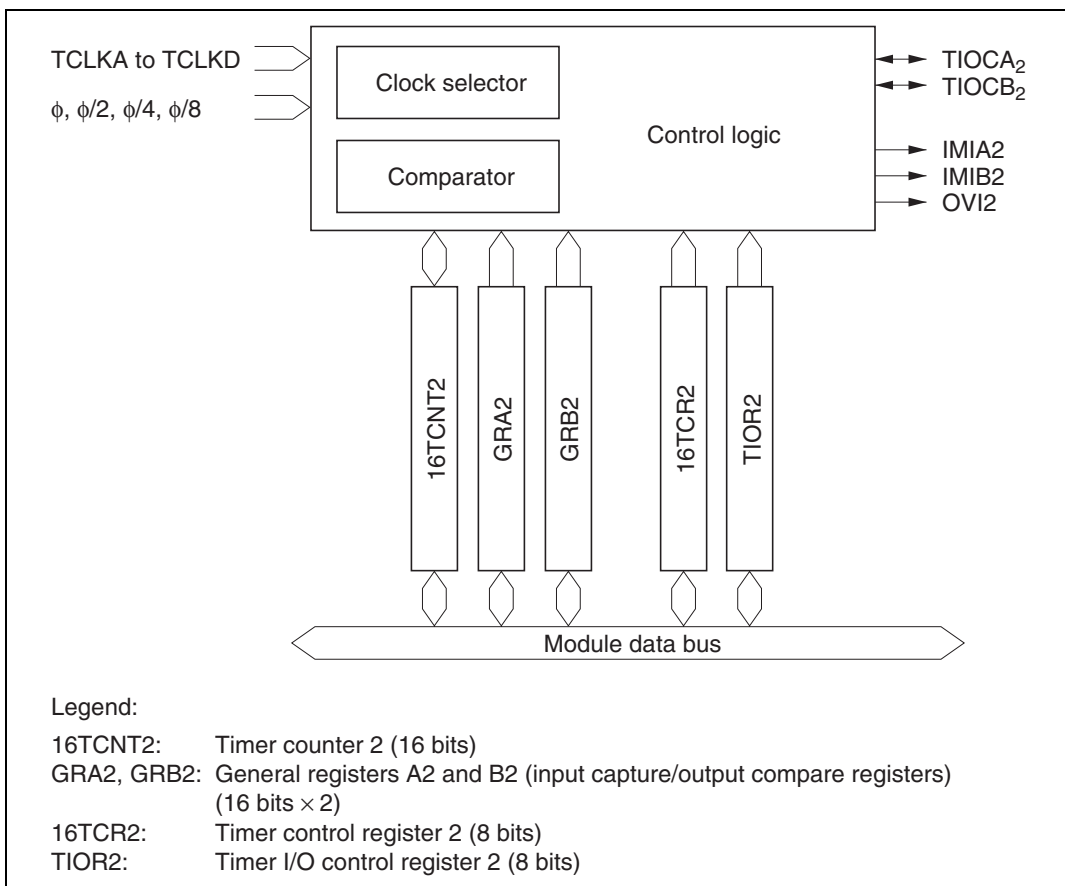 TCLKA to TCLKD
ϕ, ϕ/2, ϕ/4, ϕ/8
Clock selector
Comparator
Control logic
TIOCA₂
TIOCB₂
IMIA2
IMIB2
OVI2
16TCNT2
GRA2
GRB2
16TCR2
TIOR2
Module data bus
Legend:
16TCNT2: Timer counter 2 (16 bits)
GRA2, GRB2: General registers A2 and B2 (input capture/output compare registers)
(16 bits × 2)
16TCR2: Timer control register 2 (8 bits)
TIOR2: Timer I/O control register 2 (8 bits)